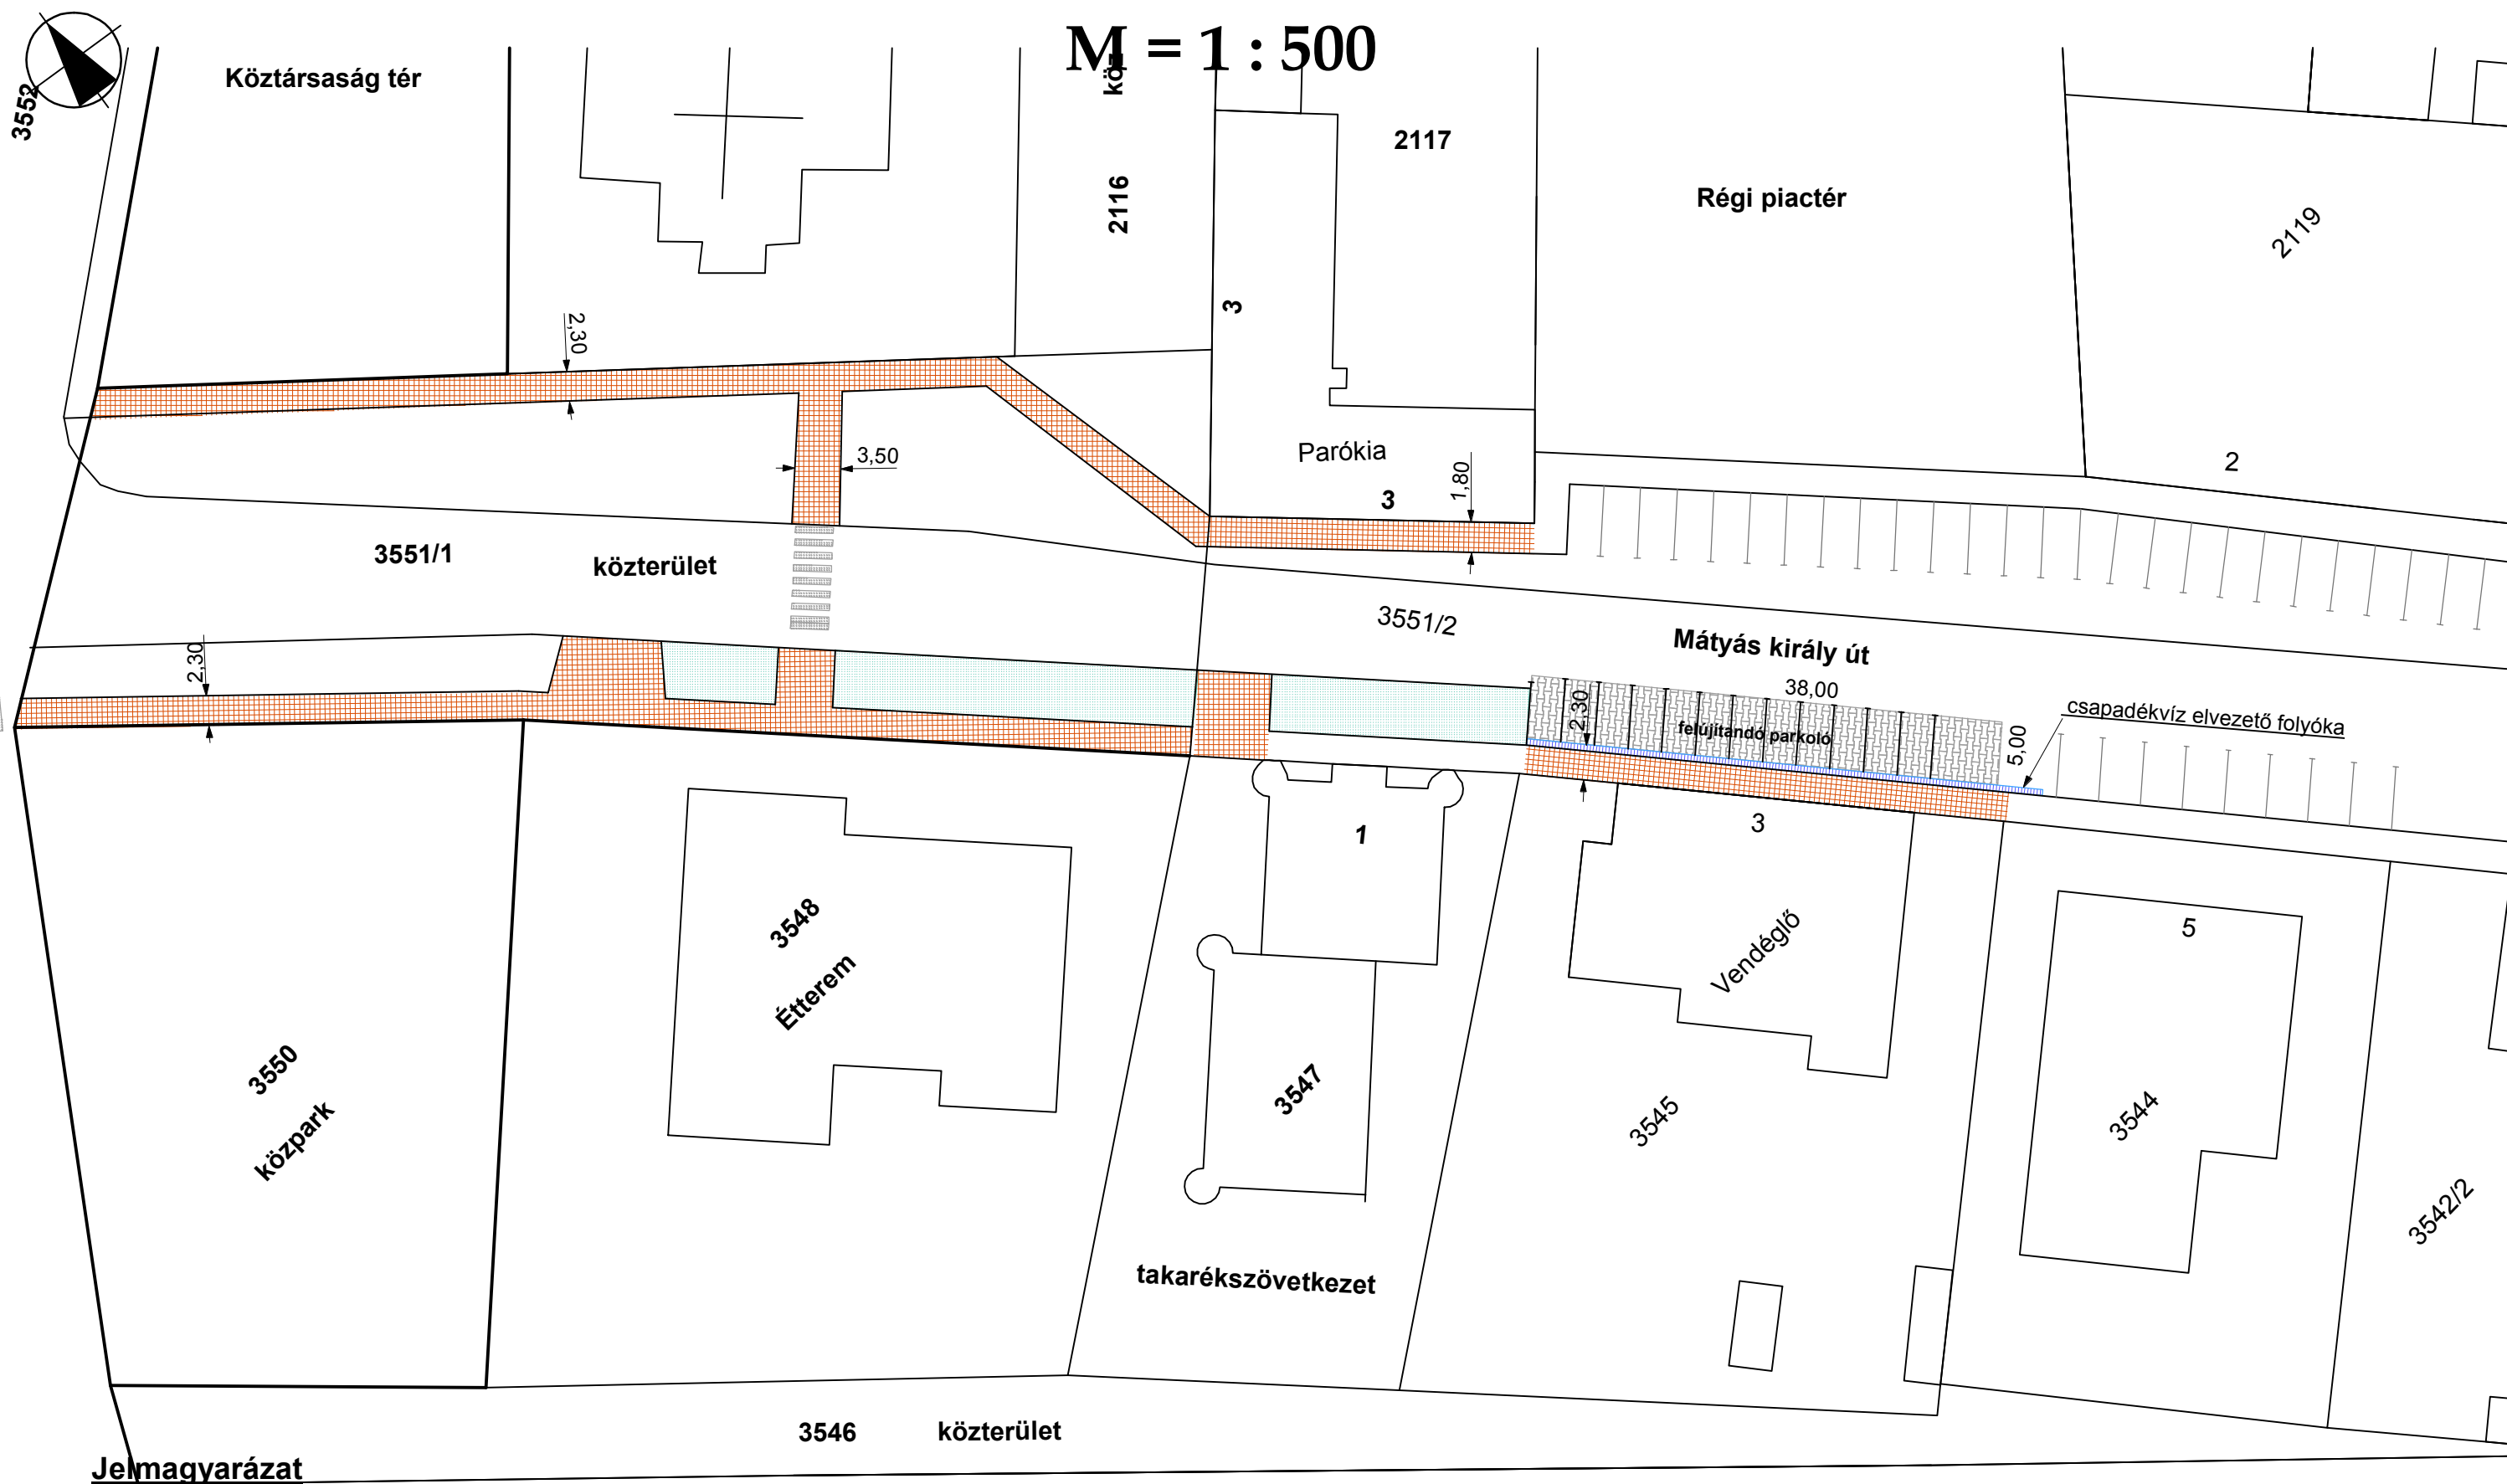 M = 1 : 500
Köztársaság tér
3552
köz
2116
2117
Régi piactér
2119
3
2,30
Parókia
3
1,80
2
3,50
3551/1
közterület
3551/2
Mátyás király út
2,30
38,00
2,30
felújítandó parkoló
5,00
csapadékvíz elvezető folyóka
1
3
5
3548
Étterem
Vendéglő
3550
közpark
3547
3545
3544
3542/2
takarékszövetkezet
3546
közterület
Jelmagyarázat